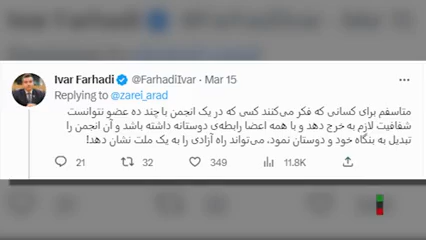 Ivar Farhadi @FarhadiIvar · Mar 15
Replying to @zarei_arad
متاسفم برای کسانی که فکر می‌کنند کسی که در یک انجمن با چند ده عضو نتوانست
شفافیت لازم به خرج دهد و با همه اعضا رابطه‌ی دوستانه داشته باشد و آن انجمن را
تبدیل به بنگاه خود و دوستان نمود، می‌تواند راه آزادی را به یک ملت نشان دهد!
21 32 349 11.8K